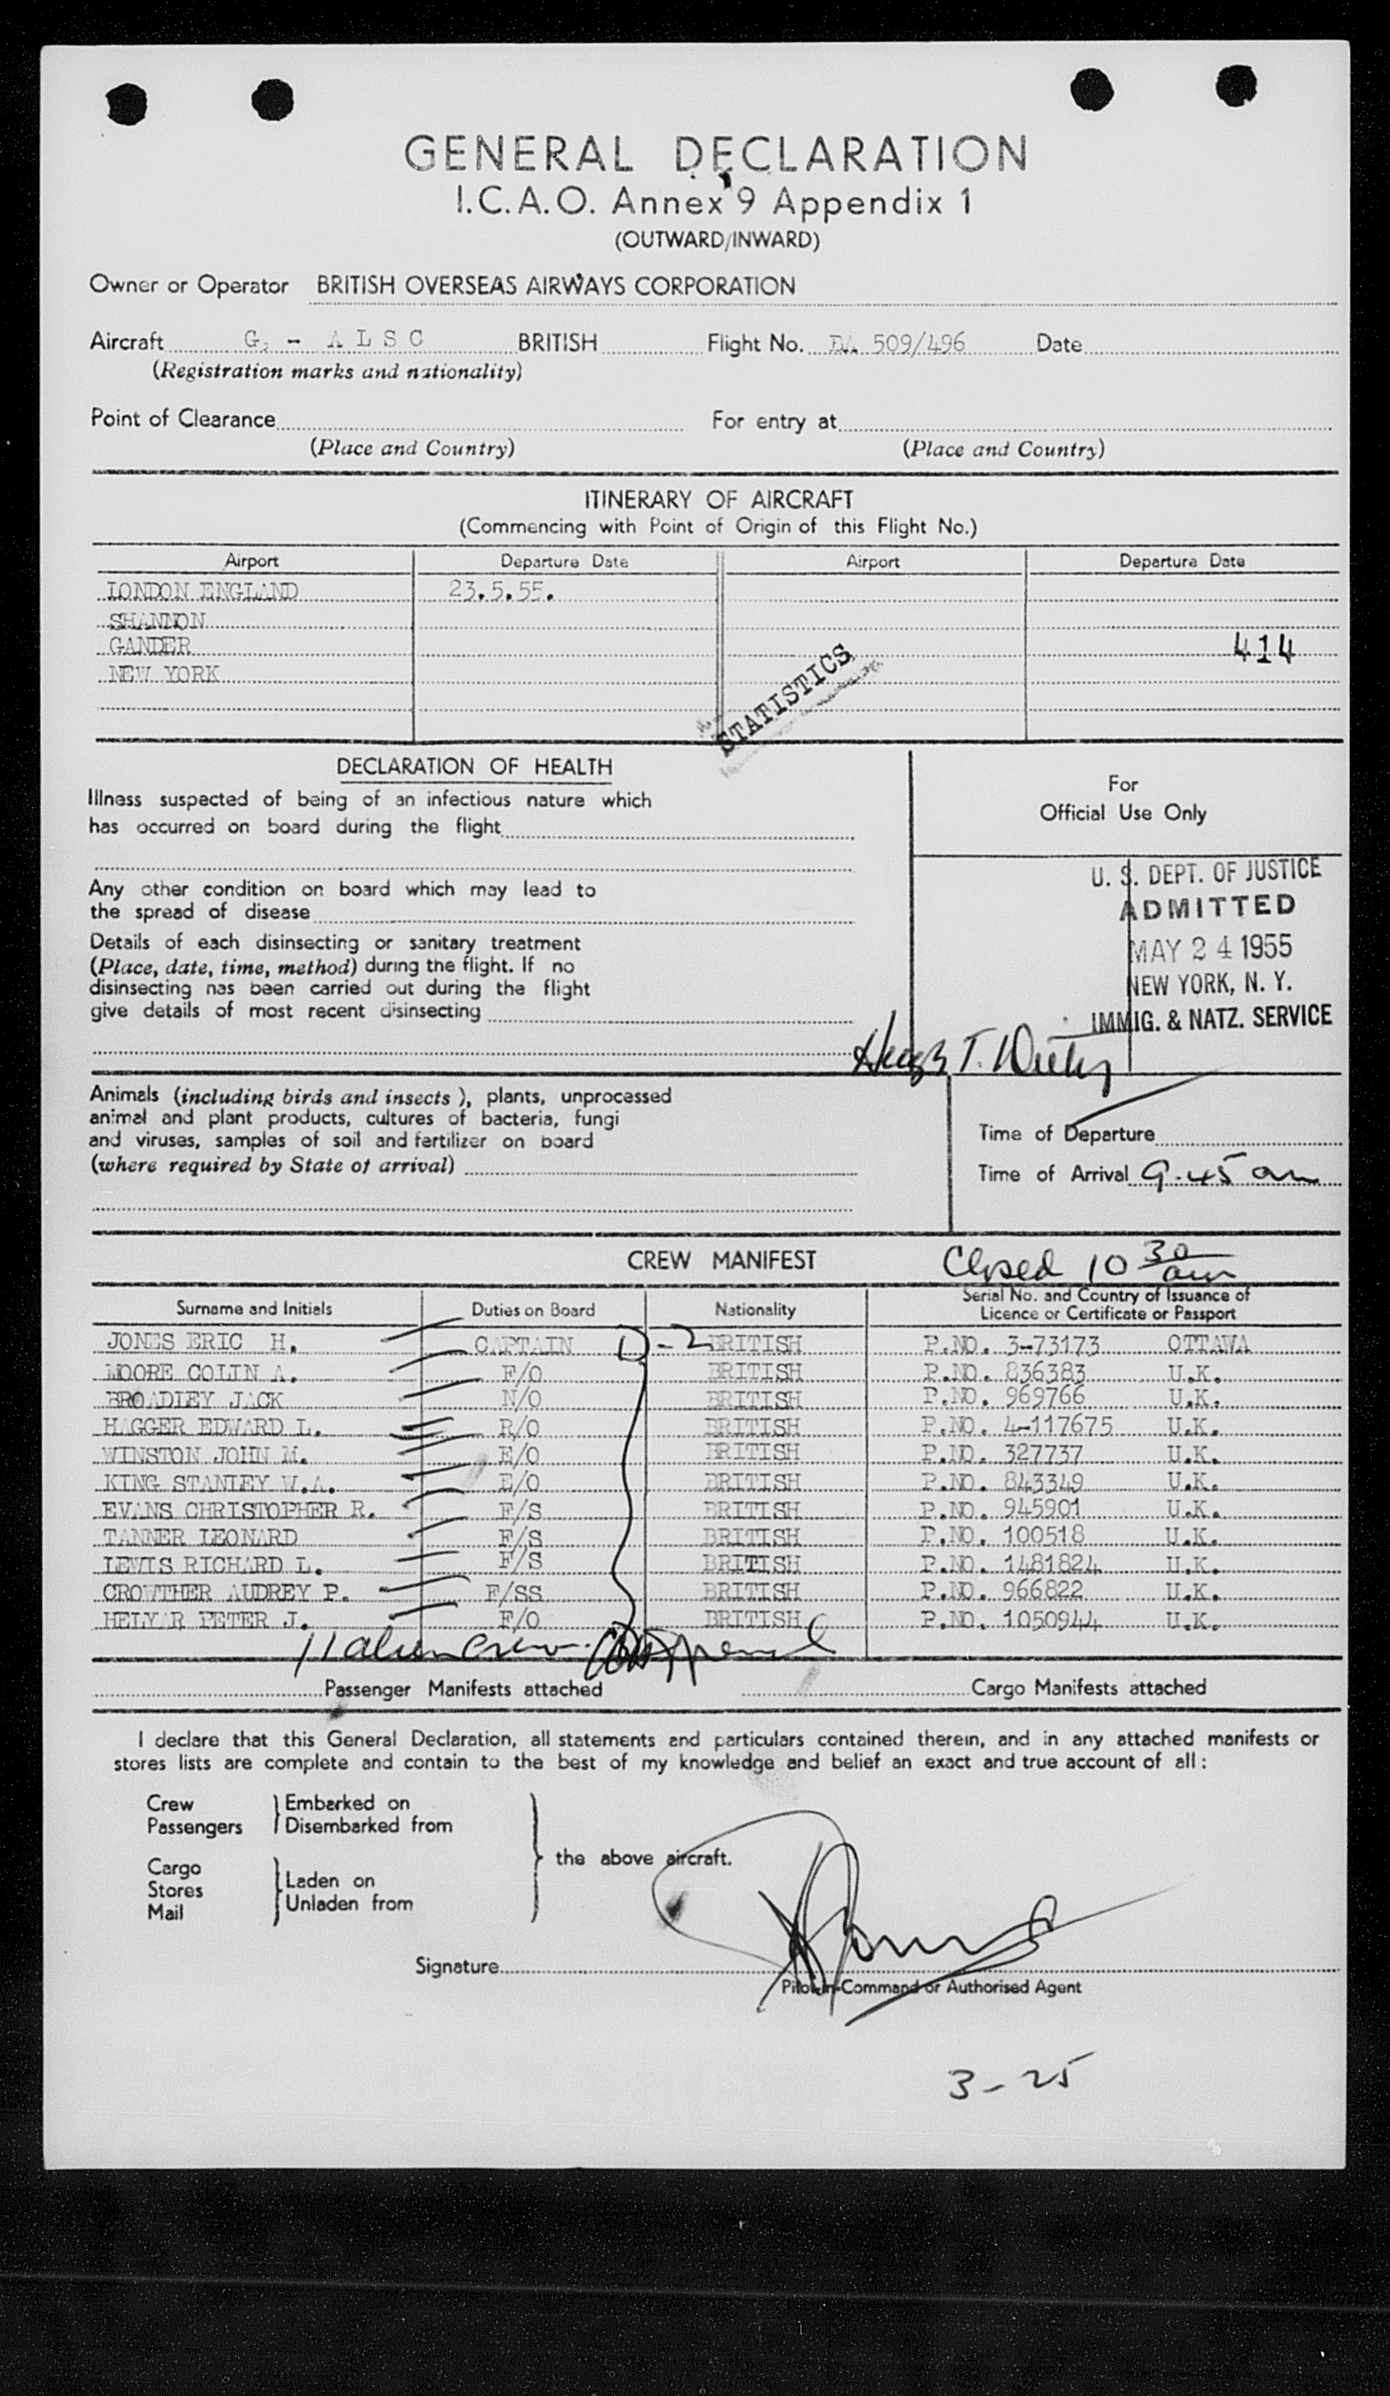 GENERAL DECLARATION
I.C.A.O. Annex 9 Appendix 1
(OUTWARD/INWARD)
Owner or Operator BRITISH OVERSEAS AIRWAYS CORPORATION
Aircraft G - A L S C BRITISH Flight No. BA 509/496 Date
(Registration marks and nationality)
Point of Clearance For entry at
(Place and Country) (Place and Country)
ITINERARY OF AIRCRAFT
(Commencing with Point of Origin of this Flight No.)
Airport Departure Date Airport Departure Date
LONDON ENGLAND 23.5.55.
SHANNON
GANDER 414
NEW YORK
STATISTICS
DECLARATION OF HEALTH
Illness suspected of being of an infectious nature which
has occurred on board during the flight
Any other condition on board which may lead to
the spread of disease
Details of each disinsecting or sanitary treatment
(Place, date, time, method) during the flight. If no
disinsecting has been carried out during the flight
give details of most recent disinsecting
For
Official Use Only
U. S. DEPT. OF JUSTICE
ADMITTED
MAY 24 1955
NEW YORK, N. Y.
IMMIG. & NATZ. SERVICE
Hugh T.
Animals (including birds and insects), plants, unprocessed
animal and plant products, cultures of bacteria, fungi
and viruses, samples of soil and fertilizer on board
(where required by State of arrival)
Time of Departure
Time of Arrival 9.45 am
CREW MANIFEST Closed 10 30 am
Surname and Initials Duties on Board Nationality Serial No. and Country of Issuance of Licence or Certificate or Passport
JONES ERIC H. CAPTAIN D-2 BRITISH P.NO. 3-73173 OTTAWA
MOORE COLIN A. F/O BRITISH P.NO. 836383 U.K.
BROADLEY JACK N/O BRITISH P.NO. 969766 U.K.
HAGGER EDWARD L. R/O BRITISH P.NO. 4-117675 U.K.
WINSTON JOHN M. E/O BRITISH P.NO. 327737 U.K.
KING STANLEY W.A. E/O BRITISH P.NO. 843349 U.K.
EVANS CHRISTOPHER R. F/S BRITISH P.NO. 945901 U.K.
TANNER LEONARD F/S BRITISH P.NO. 100518 U.K.
LEWIS RICHARD L. F/S BRITISH P.NO. 1481824 U.K.
CROWTHER AUDREY P. F/SS BRITISH P.NO. 966822 U.K.
HELYAR PETER J. F/O BRITISH P.NO. 1050944 U.K.
11 alien crew
Passenger Manifests attached Cargo Manifests attached
I declare that this General Declaration, all statements and particulars contained therein, and in any attached manifests or
stores lists are complete and contain to the best of my knowledge and belief an exact and true account of all:
Crew Embarked on
Passengers Disembarked from
the above aircraft.
Cargo
Stores Laden on
Mail Unladen from
Signature
Pilot-in-Command or Authorised Agent
3-25